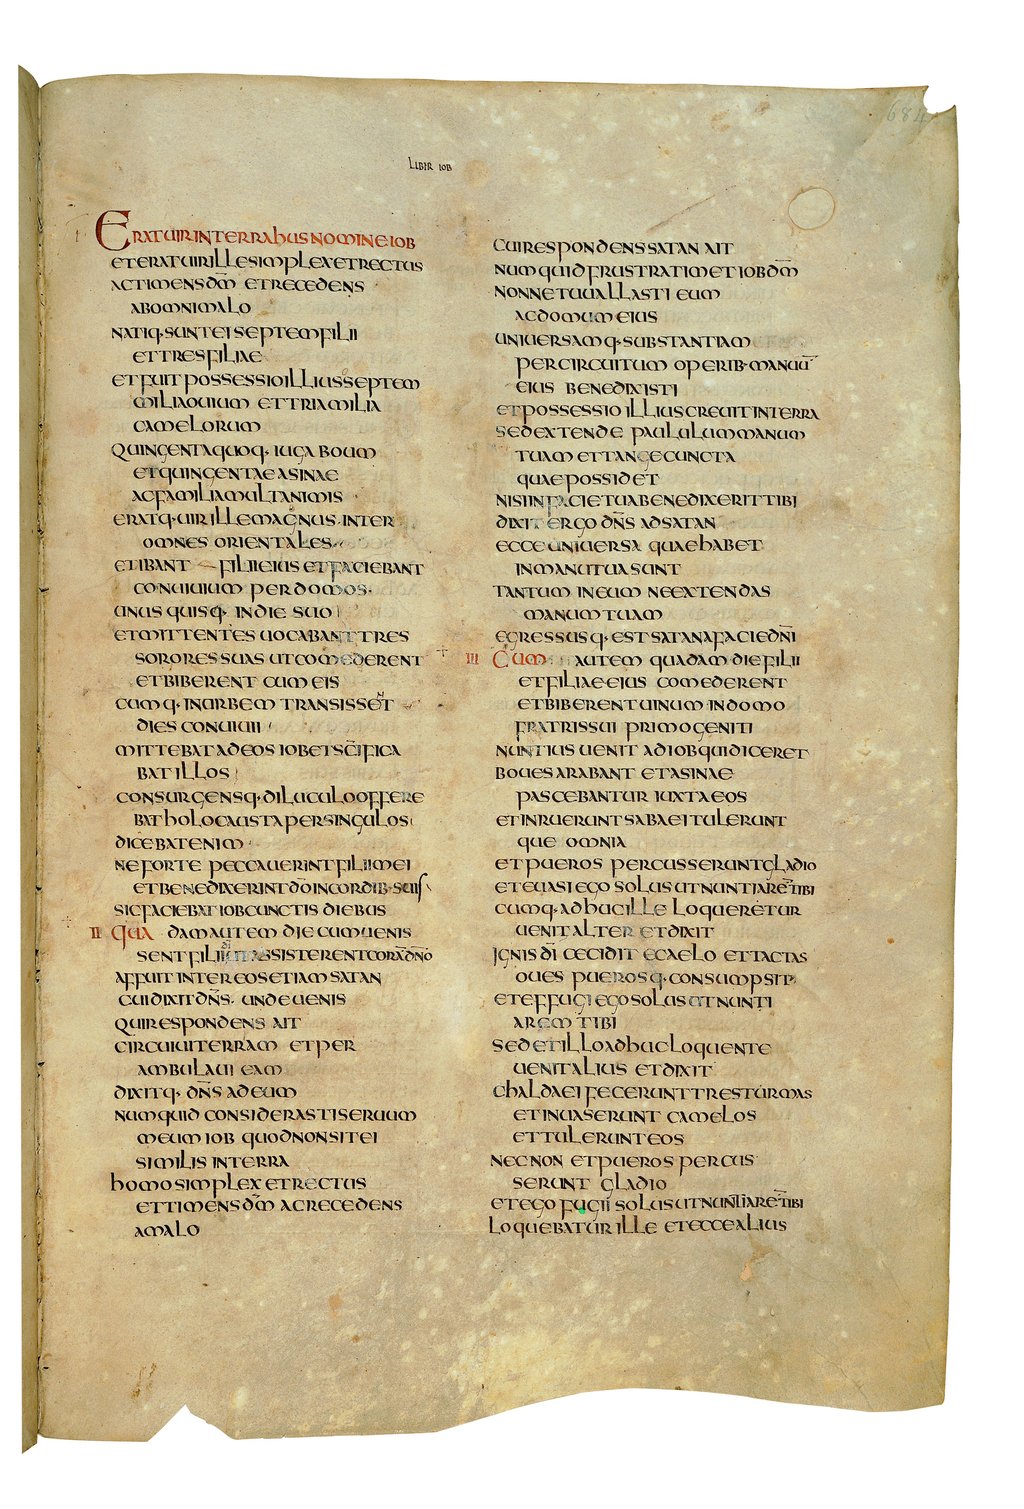 684
LIBER IOB
I ERAT UIR IN TERRA hUS NOMINE IOB
ET ERAT UIR ILLE SIMPLEX ET RECTUS
AC TIMENS DM̅ ET RECEDENS
ABOMNI MALO
NATIQ· SUNT EI SEPTEM FILII
ET TRES FILIAE
ET FUIT POSSESSIO ILLIUS SEPTEM
MILIA OUIUM ET TRIA MILIA
CAMELORUM
QUINGENTA QUOQ· IUGA BOUM
ET QUINGENTAE ASINAE
AC FAMILIA MULTA NIMIS
ERATQ· UIR ILLE MAGNUS INTER
OMNES ORIENTALES
ET IBANT FILII EIUS ET FACIEBANT
CONUIUIUM PER DOMOS·
UNUS QUISQ· IN DIE SUO
ET MITTENTES UOCABANT TRES
SORORES SUAS UT COMEDERENT
ET BIBERENT CUM EIS
CUMQ· IN URBEM TRANSISSENT
DIES CONUIUII
MITTEBAT AD EOS IOB ET SC̅IFICA
BAT ILLOS
CONSURGENSQ· DILUCULO OFFERE
BAT hOLOCAUSTA PER SINGULOS
DICEBAT ENIM
NE FORTE PECCAUERINT FILII MEI
ET BENEDIXERINT DO̅ IN CORDIB· SUIS
SIC FACIEBAT IOB CUNCTIS DIEBUS
II QUA DAM AUTEM DIE CUM UENIS
SENT FILII DI̅ UT ASSISTERENT CORA̅ DN̅O
AFFUIT INTER EOS ETIAM SATAN
CUI DIXIT DN̅S· UNDE UENIS
QUI RESPONDENS AIT
CIRCUIUI TERRAM ET PER
AMBULAUI EAM
DIXITQ· DN̅S AD EUM
NUMQUID CONSIDERASTI SERUUM
MEUM IOB QUOD NON SIT EI
SIMILIS IN TERRA
hOMO SIMPLEX ET RECTUS
ET TIMENS DM̅ AC RECEDENS
A MALO
CUI RESPONDENS SATAN AIT
NUMQUID FRUSTRA TIMET IOB DM̅
NONNE TU UALLASTI EUM
AC DOMUM EIUS
UNIUERSAMQ· SUBSTANTIAM
PER CIRCUITUM OPERIB· MANUU̅
EIUS BENEDIXISTI
ET POSSESSIO ILLIUS CREUIT IN TERRA
SED EXTENDE PAULULUM MANUM
TUAM ET TANGE CUNCTA
QUAE POSSIDET
NISI IN FACIE TUA BENEDIXERIT TIBI
DIXIT ERGO DN̅S AD SATAN
ECCE UNIUERSA QUAE hABET
IN MANU TUA SUNT
TANTUM IN EUM NE EXTENDAS
MANUM TUAM
EGRESSUSQ· EST SATAN A FACIE DN̅I
III CUM AUTEM QUADAM DIE FILII
ET FILIAE EIUS COMEDERENT
ET BIBERENT UINUM IN DOMO
FRATRIS SUI PRIMOGENITI
NUNTIUS UENIT AD IOB QUI DICERET
BOUES ARABANT ET ASINAE
PASCEBANTUR IUXTA EOS
ET INRUERUNT SABAEI TULERUNT
QUE OMNIA
ET PUEROS PERCUSSERUNT GLADIO
ET EUASI EGO SOLUS UT NUNTIARE̅ TIBI
CUMQ· ADhUC ILLE LOQUERETUR
UENIT ALTER ET DIXIT
IGNIS DI̅ CECIDIT E CAELO ET TACTAS
OUES PUEROSQ· CONSUMPSIT
ET EFFUGI EGO SOLUS UT NUNTI
AREM TIBI
SED ET ILLO ADhUC LOQUENTE
UENIT ALIUS ET DIXIT
ChALDAEI FECERUNT TRES TURMAS
ET INUASERUNT CAMELOS
ET TULERUNT EOS
NEC NON ET PUEROS PERCUS
SERUNT GLADIO
ET EGO FUGII SOLUS UT NUNTIARE̅ TIBI
LOQUEBATUR ILLE ET ECCE ALIUS